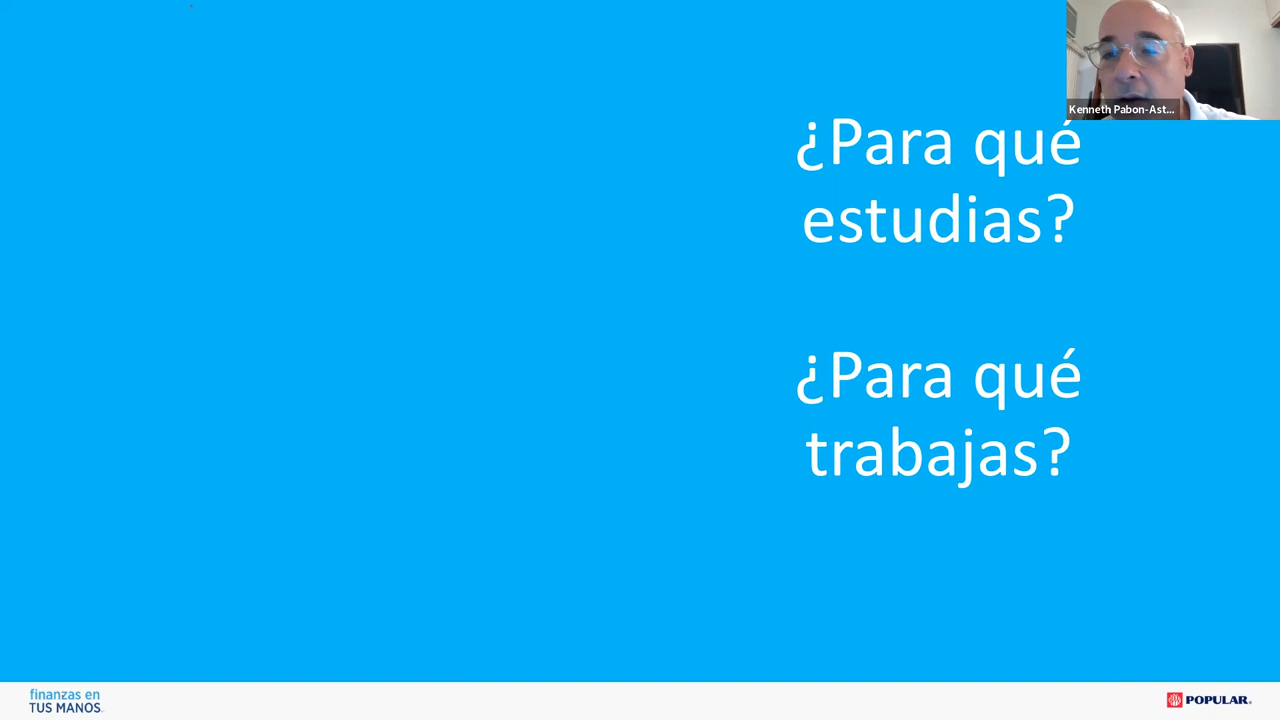 Kenneth Pabon-Ast...
¿Para qué
estudias?
¿Para qué
trabajas?
finanzas en
TUS MANOS.
POPULAR.